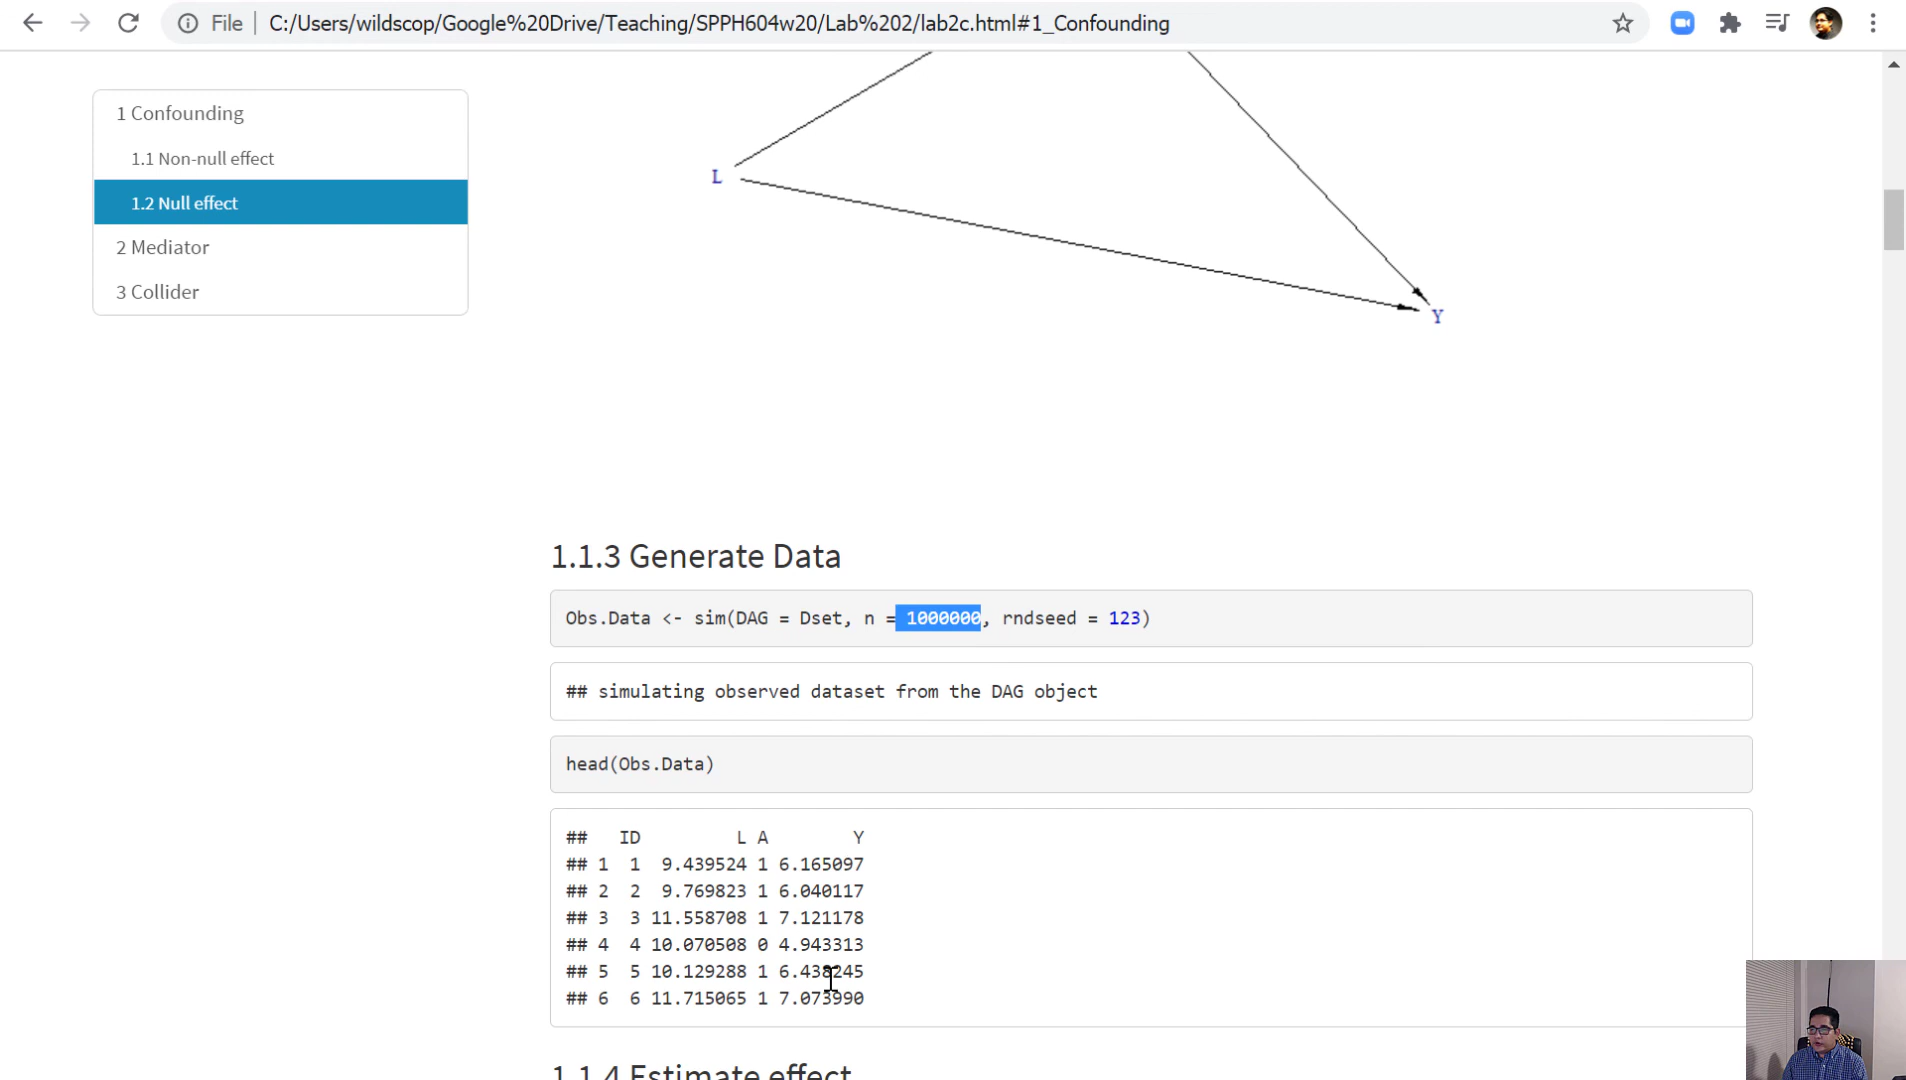 File
C:/Users/wildscop/Google%20Drive/Teaching/SPPH604w20/Lab%202/lab2c.html#1_Confounding
1 Confounding
1.1 Non-null effect
1.2 Null effect
2 Mediator
3 Collider
L
Y
1.1.3 Generate Data
Obs.Data <- sim(DAG = Dset, n = 1000000, rndseed = 123)
## simulating observed dataset from the DAG object
head(Obs.Data)
##   ID         L A        Y
## 1  1  9.439524 1 6.165097
## 2  2  9.769823 1 6.040117
## 3  3 11.558708 1 7.121178
## 4  4 10.070508 0 4.943313
## 5  5 10.129288 1 6.438245
## 6  6 11.715065 1 7.073990
1.1.4 Estimate effect